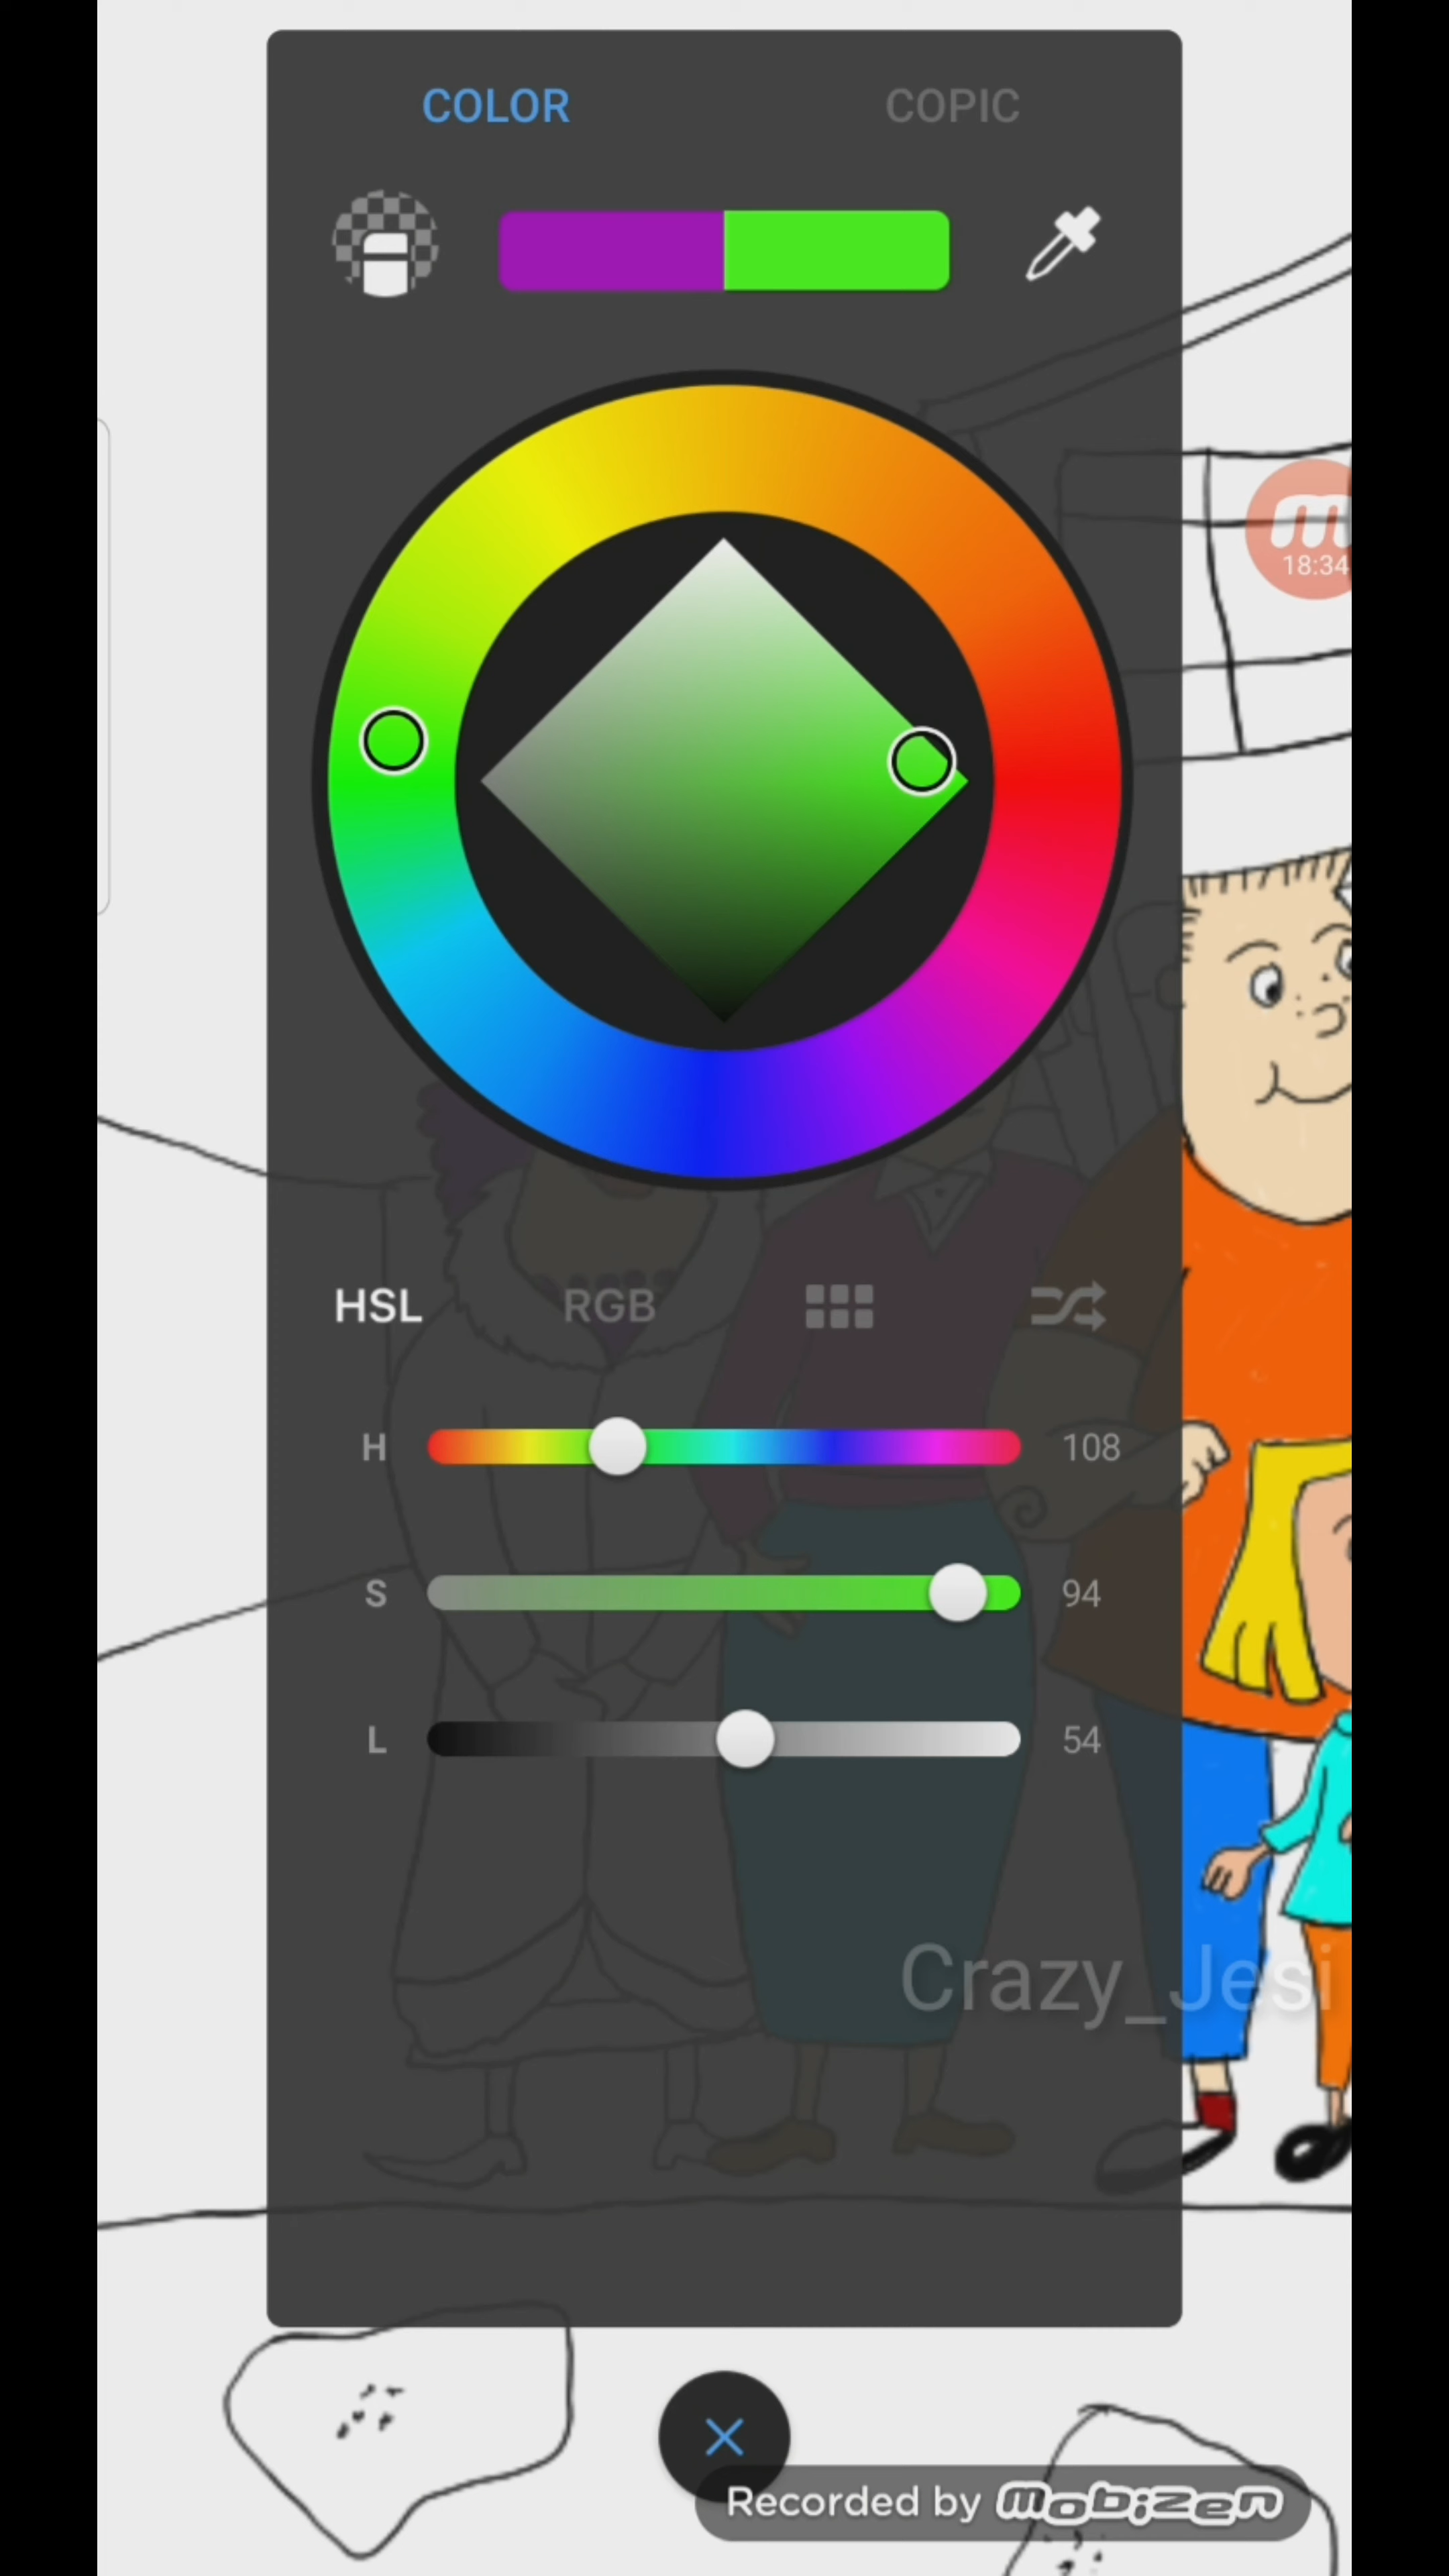 COLOR COPIC
m
18:34
HSL RGB
H 108
S 94
L 54
Crazy_Jesi
Recorded by mobizen